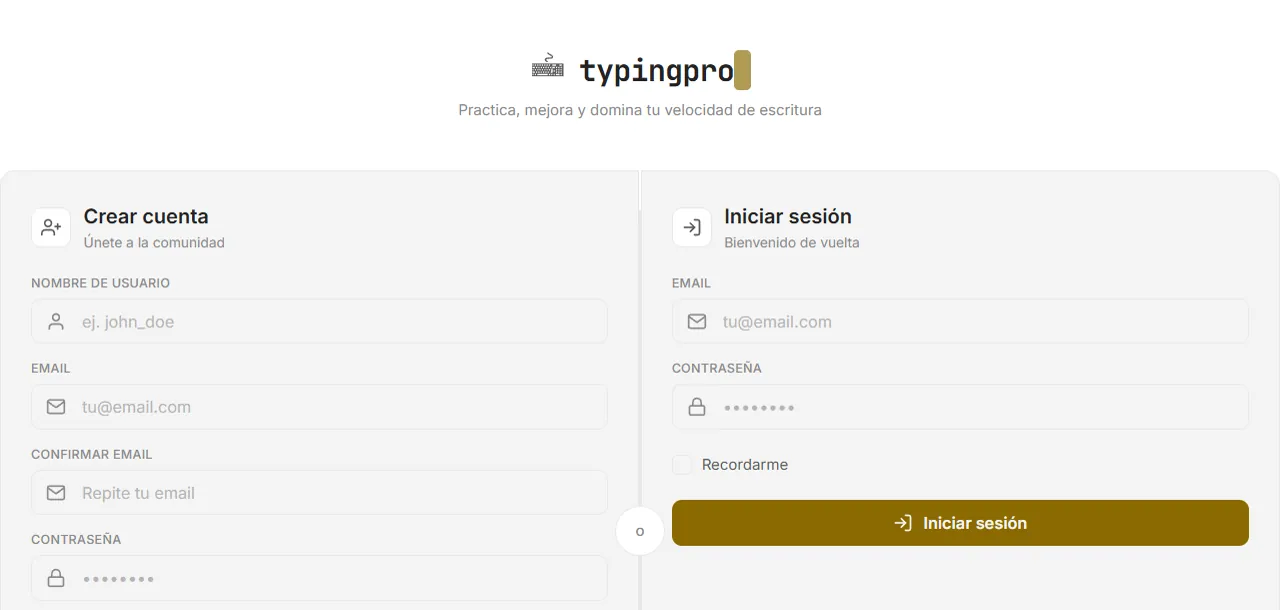 typingpro
Practica, mejora y domina tu velocidad de escritura
Crear cuenta
Únete a la comunidad
NOMBRE DE USUARIO
ej. john_doe
EMAIL
tu@email.com
CONFIRMAR EMAIL
Repite tu email
CONTRASEÑA
••••••••
o
Iniciar sesión
Bienvenido de vuelta
EMAIL
tu@email.com
CONTRASEÑA
••••••••
Recordarme
Iniciar sesión